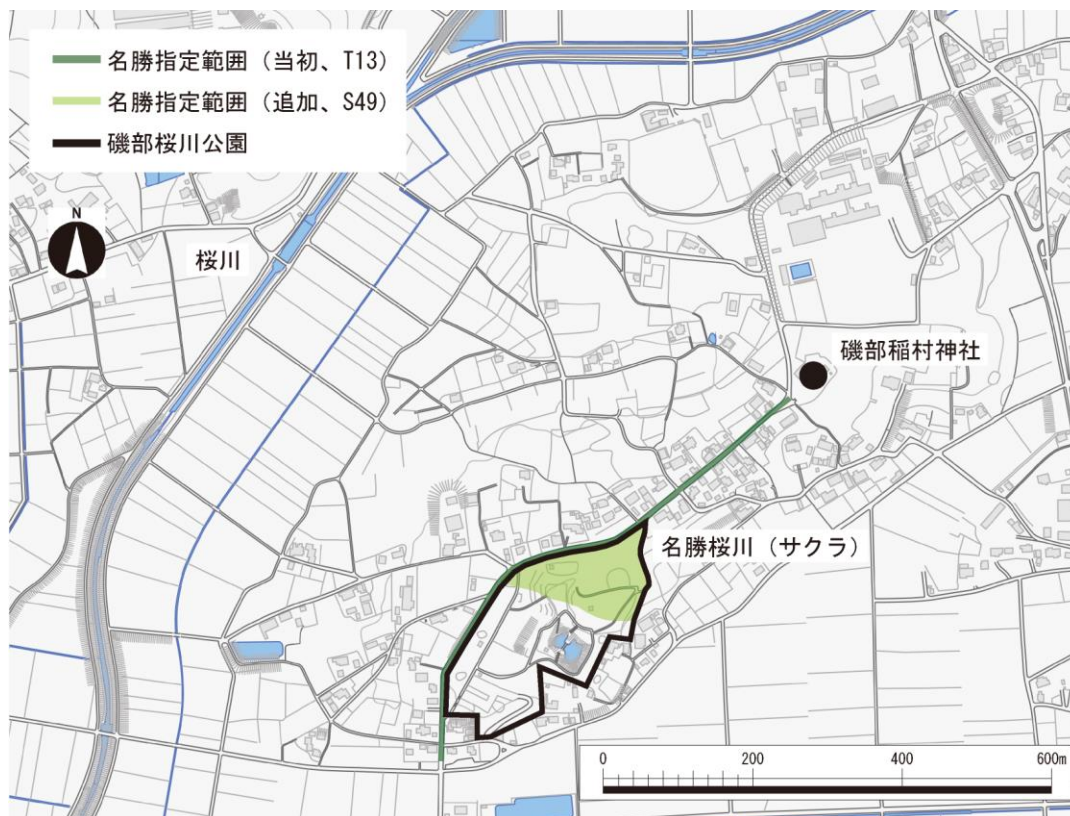 名勝指定範囲（当初、T13）
名勝指定範囲（追加、S49）
磯部桜川公園
N
桜川
磯部稲村神社
名勝桜川（サクラ）
0 200 400 600m